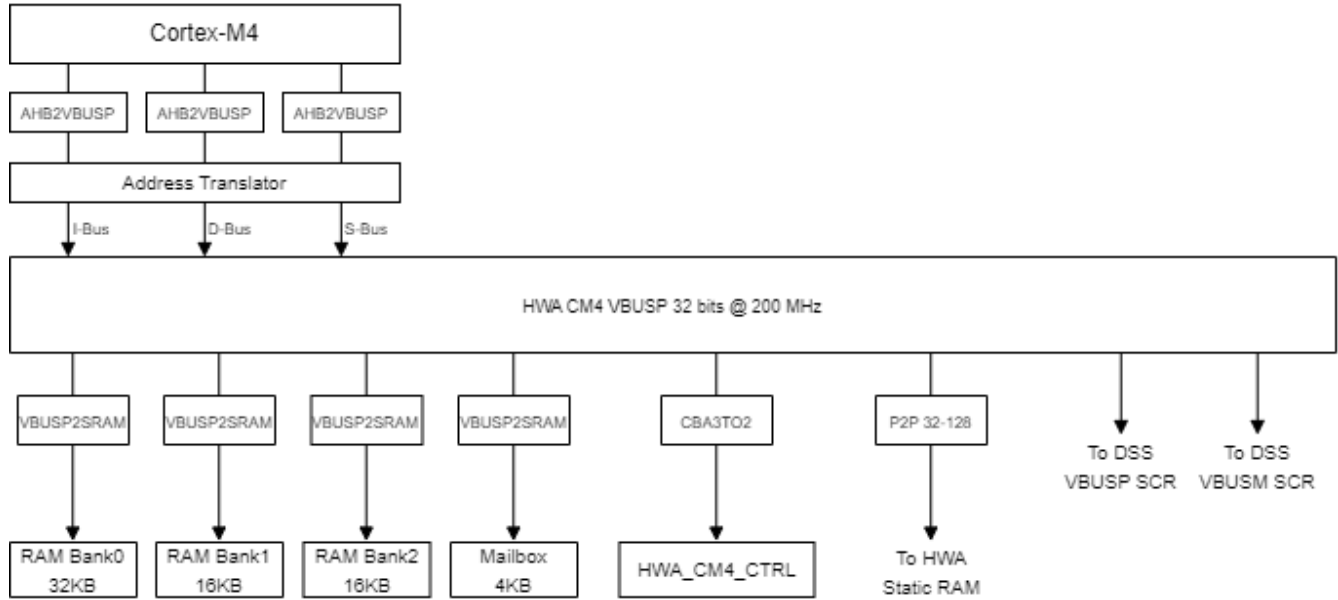 Cortex-M4
AHB2VBUSP
AHB2VBUSP
AHB2VBUSP
Address Translator
I-Bus
D-Bus
S-Bus
HWA CM4 VBUSP 32 bits @ 200 MHz
VBUSP2SRAM
VBUSP2SRAM
VBUSP2SRAM
VBUSP2SRAM
CBA3TO2
P2P 32-128
To DSS
VBUSP SCR
To DSS
VBUSM SCR
RAM Bank0
32KB
RAM Bank1
16KB
RAM Bank2
16KB
Mailbox
4KB
HWA_CM4_CTRL
To HWA
Static RAM